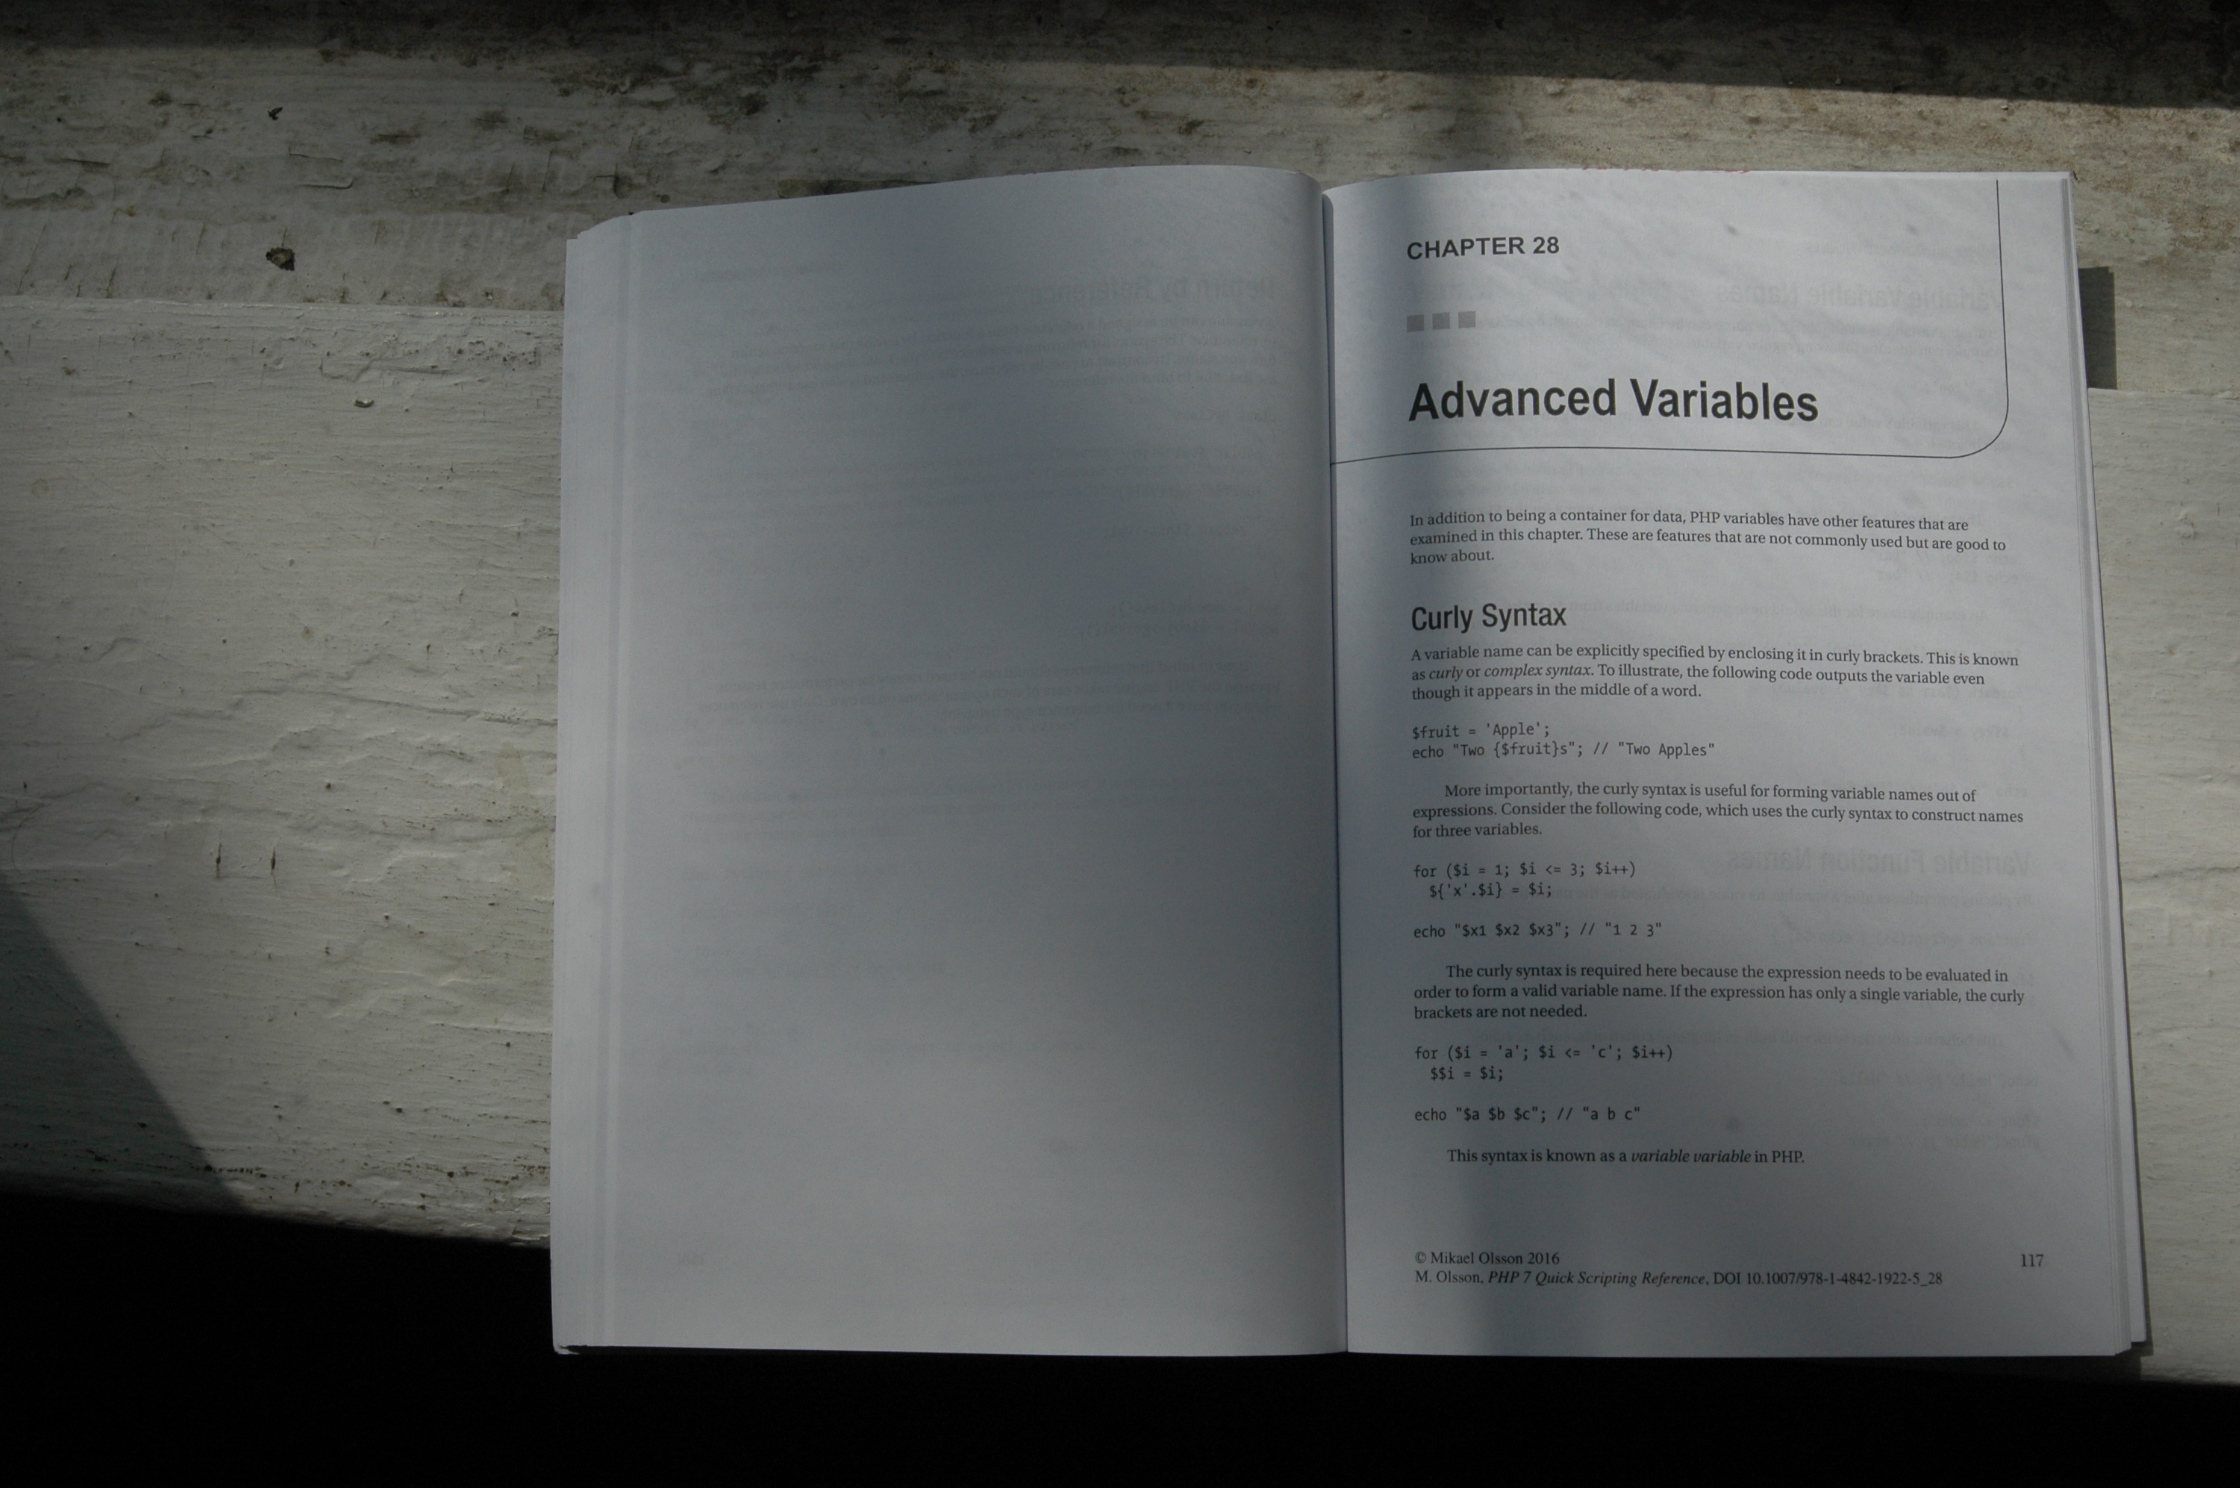 CHAPTER 28
Advanced Variables
In addition to being a container for data, PHP variables have other features that are
examined in this chapter. These are features that are not commonly used but are good to
know about.
Curly Syntax
A variable name can be explicitly specified by enclosing it in curly brackets. This is known
as curly or complex syntax. To illustrate, the following code outputs the variable even
though it appears in the middle of a word.
$fruit = 'Apple';
echo "Two {$fruit}s"; // "Two Apples"
More importantly, the curly syntax is useful for forming variable names out of
expressions. Consider the following code, which uses the curly syntax to construct names
for three variables.
for ($i = 1; $i <= 3; $i++)
${'x'.$i} = $i;
echo "$x1 $x2 $x3"; // "1 2 3"
The curly syntax is required here because the expression needs to be evaluated in
order to form a valid variable name. If the expression has only a single variable, the curly
brackets are not needed.
for ($i = 'a'; $i <= 'c'; $i++)
$$i = $i;
echo "$a $b $c"; // "a b c"
This syntax is known as a variable variable in PHP.
© Mikael Olsson 2016
117
M. Olsson, PHP 7 Quick Scripting Reference, DOI 10.1007/978-1-4842-1922-5_28